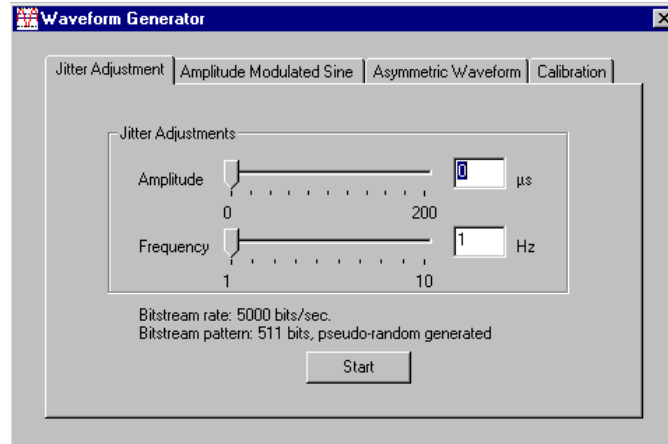 Waveform Generator
Jitter Adjustment Amplitude Modulated Sine Asymmetric Waveform Calibration
Jitter Adjustments
Amplitude 0 μs
0 200
Frequency 1 Hz
1 10
Bitstream rate: 5000 bits/sec.
Bitstream pattern: 511 bits, pseudo-random generated
Start